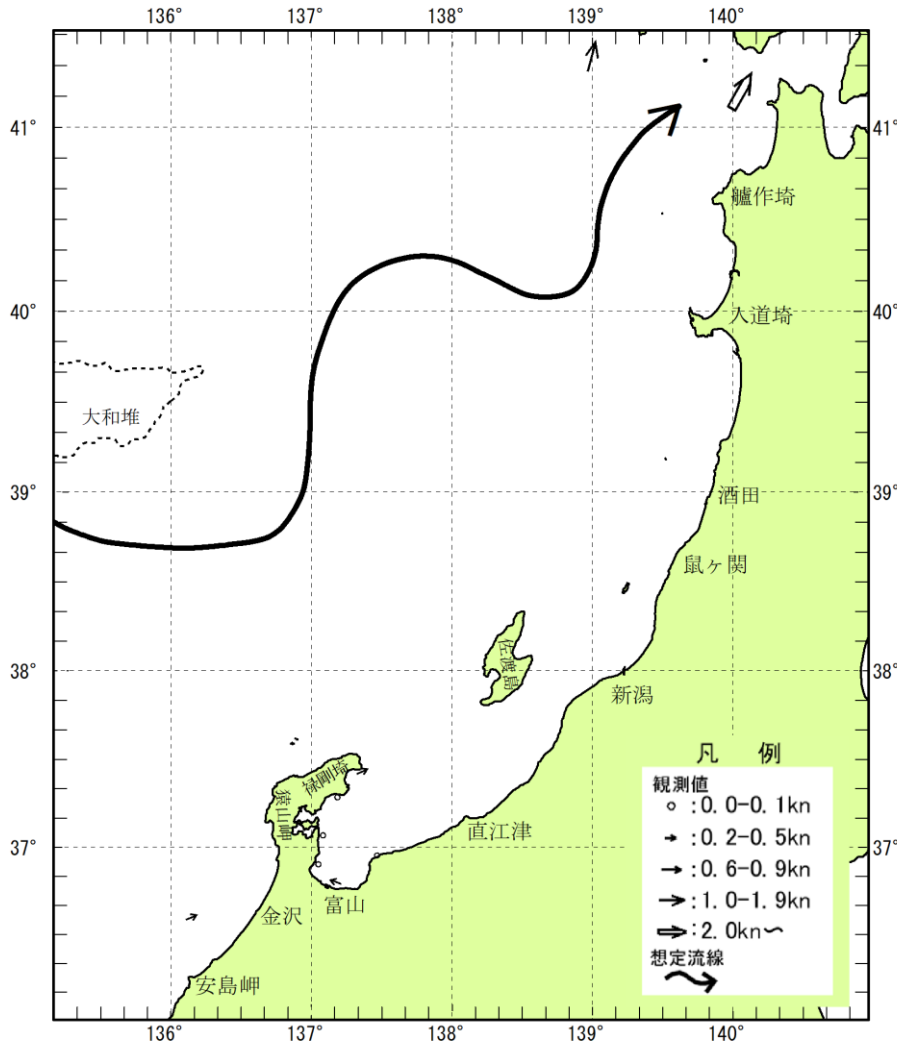 136° 137° 138° 139° 140°
41° 41°
艫作埼
40° 入道埼 40°
大和堆
39° 酒田 39°
鼠ヶ関
佐渡島
38° 38°
新潟
凡 例
禄剛埼
観測値
猿山岬
○:0.0-0.1kn
直江津
:0.2-0.5kn
37° 37°
:0.6-0.9kn
富山
:1.0-1.9kn
金沢
:2.0kn~
想定流線
安島岬
136° 137° 138° 139° 140°